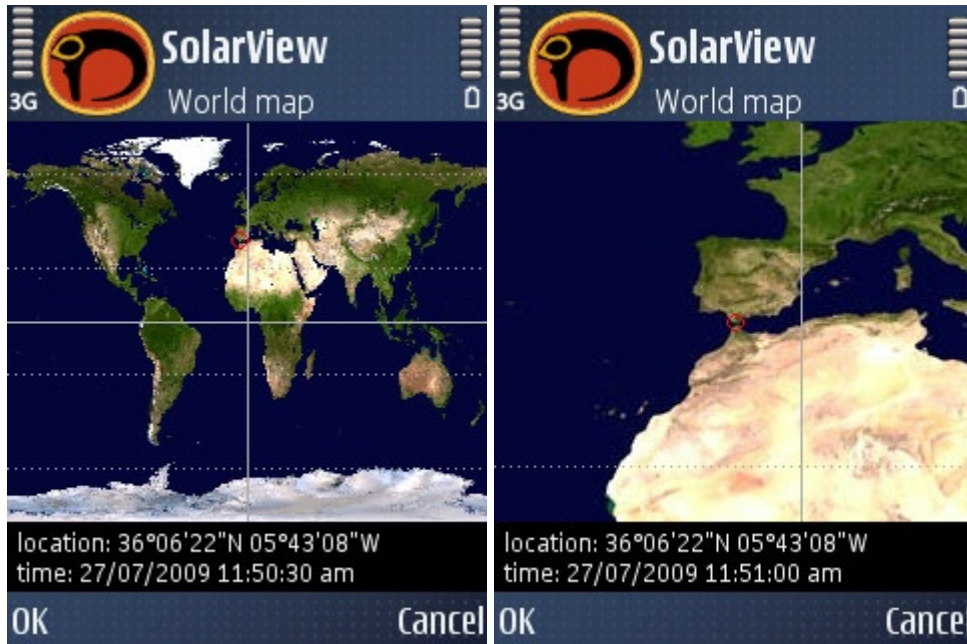 SolarView
3G
World map
location: 36°06'22"N 05°43'08"W
time: 27/07/2009 11:50:30 am
OK Cancel
SolarView
3G
World map
location: 36°06'22"N 05°43'08"W
time: 27/07/2009 11:51:00 am
OK Cance